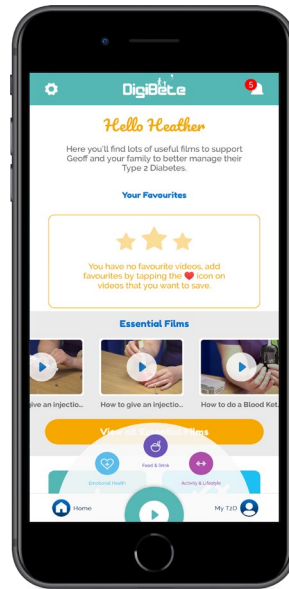 5
DigiBete
Hello Heather
Here you'll find lots of useful films to support
Geoff and your family to better manage their
Type 2 Diabetes.
Your Favourites
You have no favourite videos, add
favourites by tapping the ❤ icon on
videos that you want to save.
Essential Films
give an injectio...
How to give an injectio...
How to do a Blood Ket
Films
Food & Drink
Emotional Health
Activity & Lifestyle
Home
My T2D